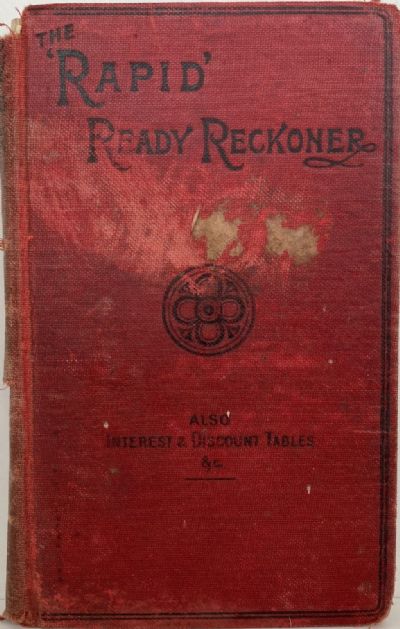 THE
'RAPID'
READY RECKONER
ALSO
INTEREST & DISCOUNT TABLES
&c.